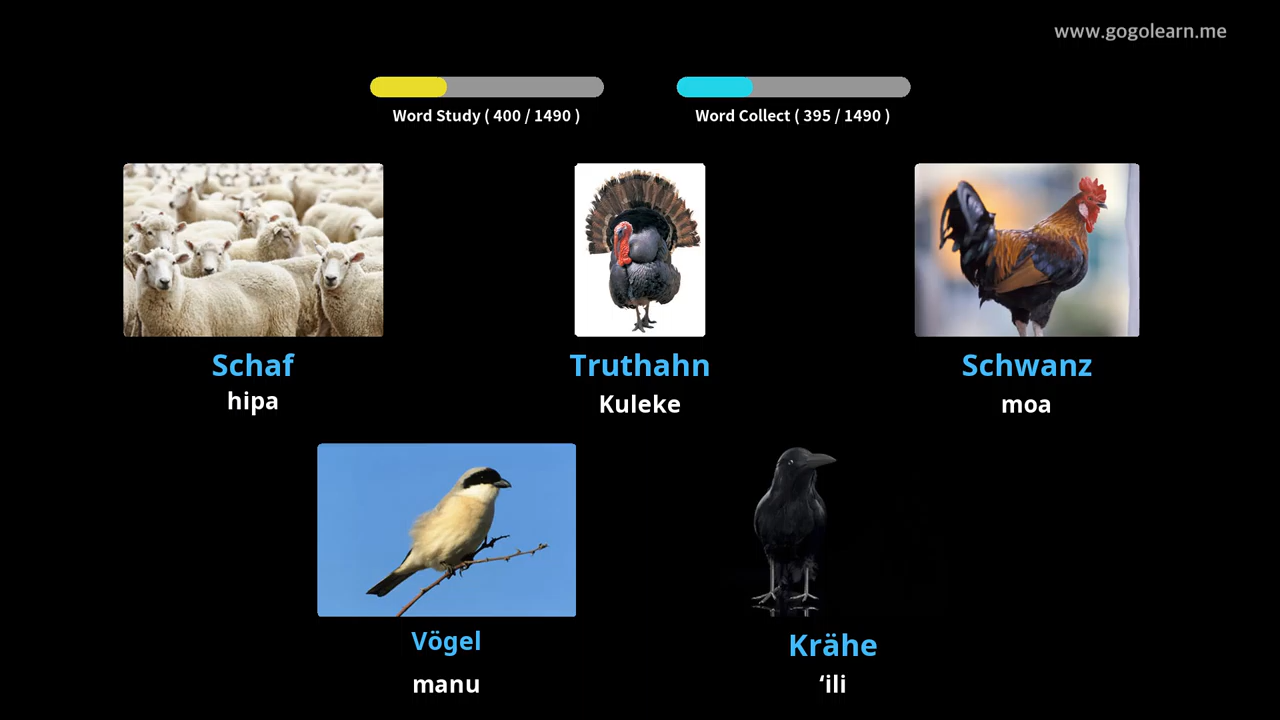 www.gogolearn.me
Word Study ( 400 / 1490 )
Word Collect ( 395 / 1490 )
Schaf
hipa
Truthahn
Kuleke
Schwanz
moa
Vögel
manu
Krähe
‘ili